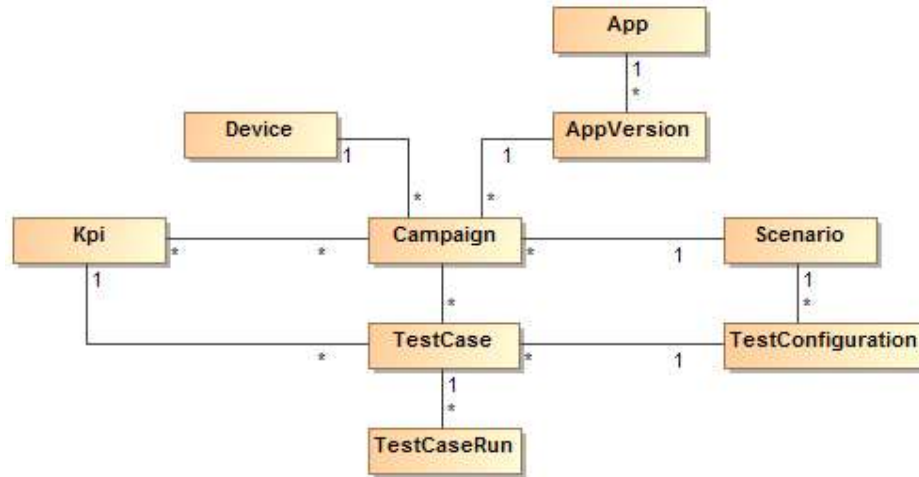 App
1
*
Device
AppVersion
1
1
*
*
Kpi
Campaign
Scenario
*
*
*
1
1
1
*
*
TestCase
TestConfiguration
*
*
1
1
*
TestCaseRun